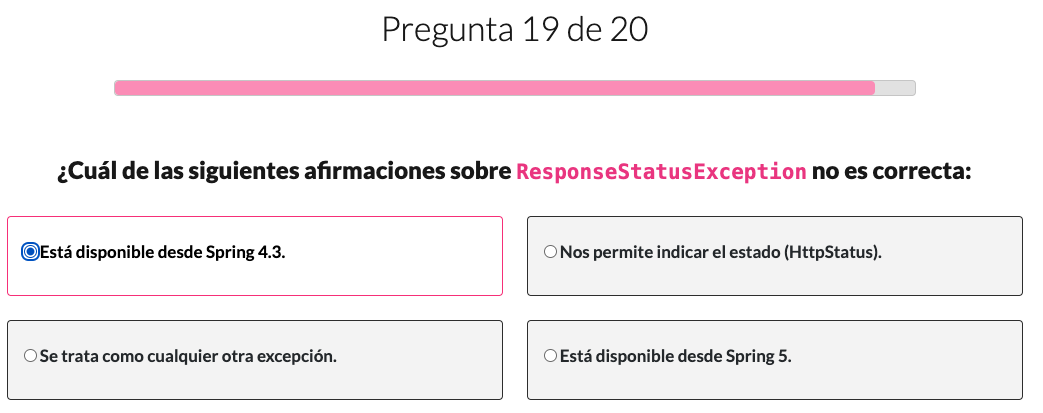 Pregunta 19 de 20
¿Cuál de las siguientes afirmaciones sobre ResponseStatusException no es correcta:
Está disponible desde Spring 4.3.
Nos permite indicar el estado (HttpStatus).
Se trata como cualquier otra excepción.
Está disponible desde Spring 5.